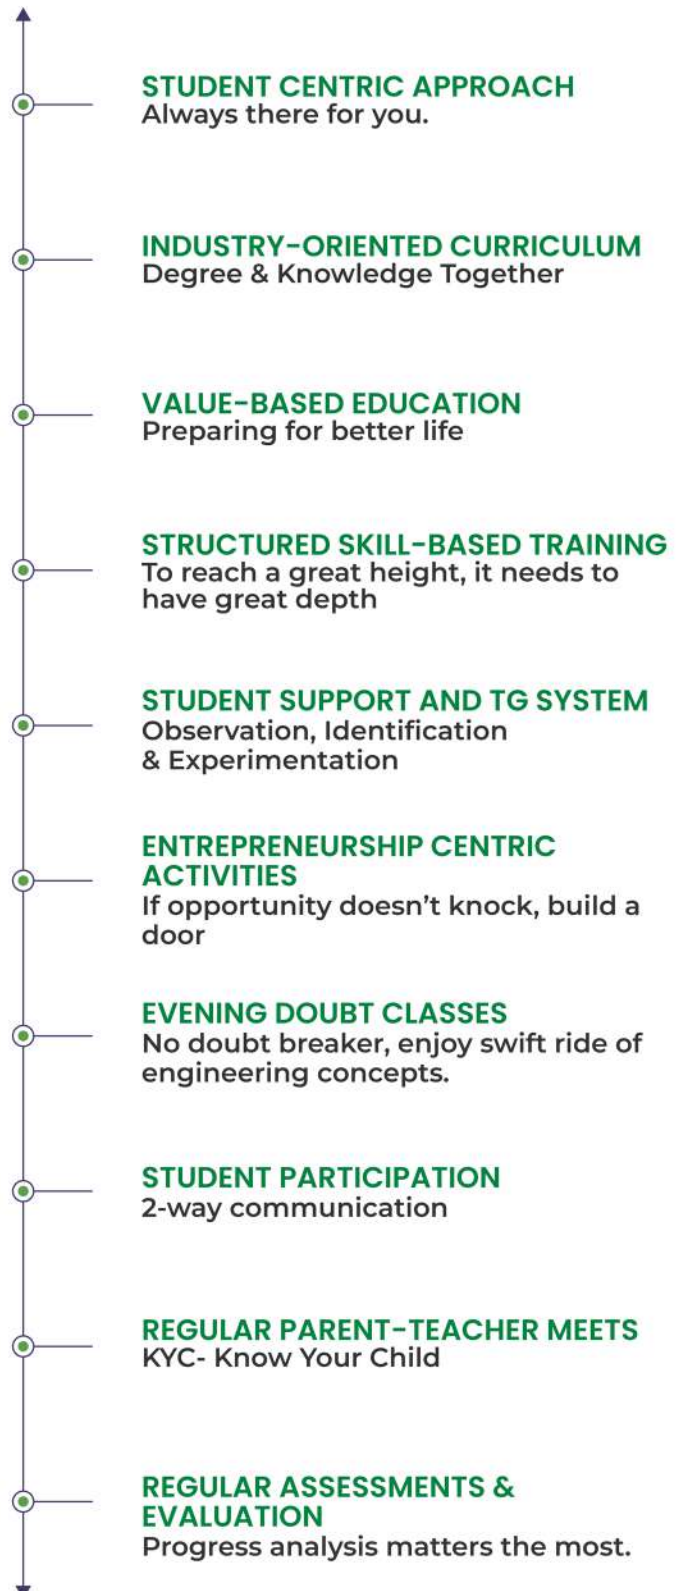 STUDENT CENTRIC APPROACH
Always there for you.
INDUSTRY-ORIENTED CURRICULUM
Degree & Knowledge Together
VALUE-BASED EDUCATION
Preparing for better life
STRUCTURED SKILL-BASED TRAINING
To reach a great height, it needs to
have great depth
STUDENT SUPPORT AND TG SYSTEM
Observation, Identification
& Experimentation
ENTREPRENEURSHIP CENTRIC
ACTIVITIES
If opportunity doesn't knock, build a
door
EVENING DOUBT CLASSES
No doubt breaker, enjoy swift ride of
engineering concepts.
STUDENT PARTICIPATION
2-way communication
REGULAR PARENT-TEACHER MEETS
KYC- Know Your Child
REGULAR ASSESSMENTS &
EVALUATION
Progress analysis matters the most.